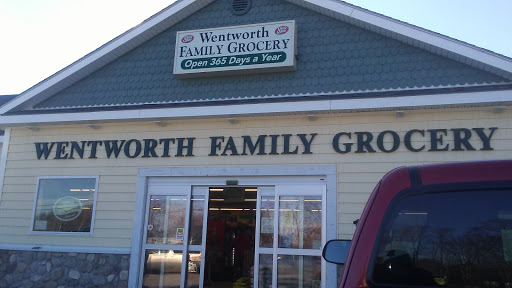 Wentworth
FAMILY GROCERY
Open 365 Days a Year
WENTWORTH FAMILY GROCERY